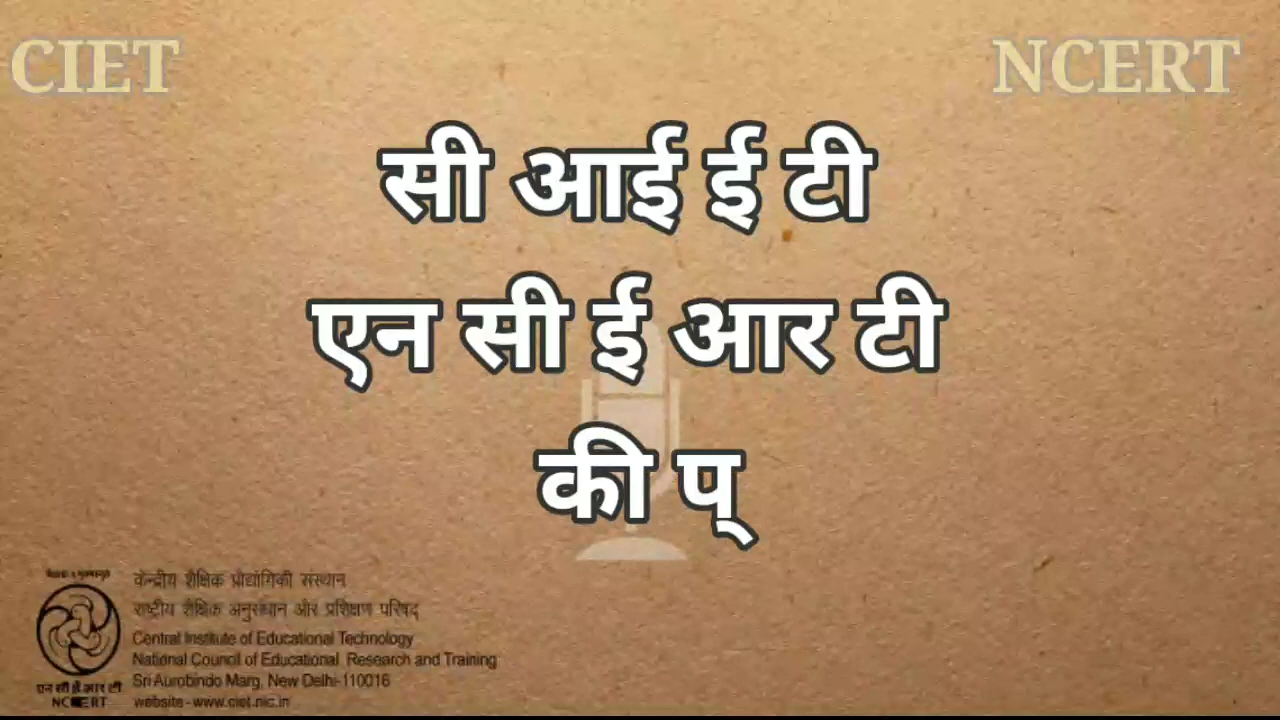 CIET
NCERT
सी आई ई टी
एन सी ई आर टी
की प्
केन्द्रीय शैक्षिक प्रौद्योगिकी संस्थान
राष्ट्रीय शैक्षिक अनुसंधान और प्रशिक्षण परिषद्
Central Institute of Educational Technology
National Council of Educational Research and Training
Sri Aurobindo Marg, New Delhi-110016
एन सी ई आर टी
NCERT
website - www.ciet.nic.in